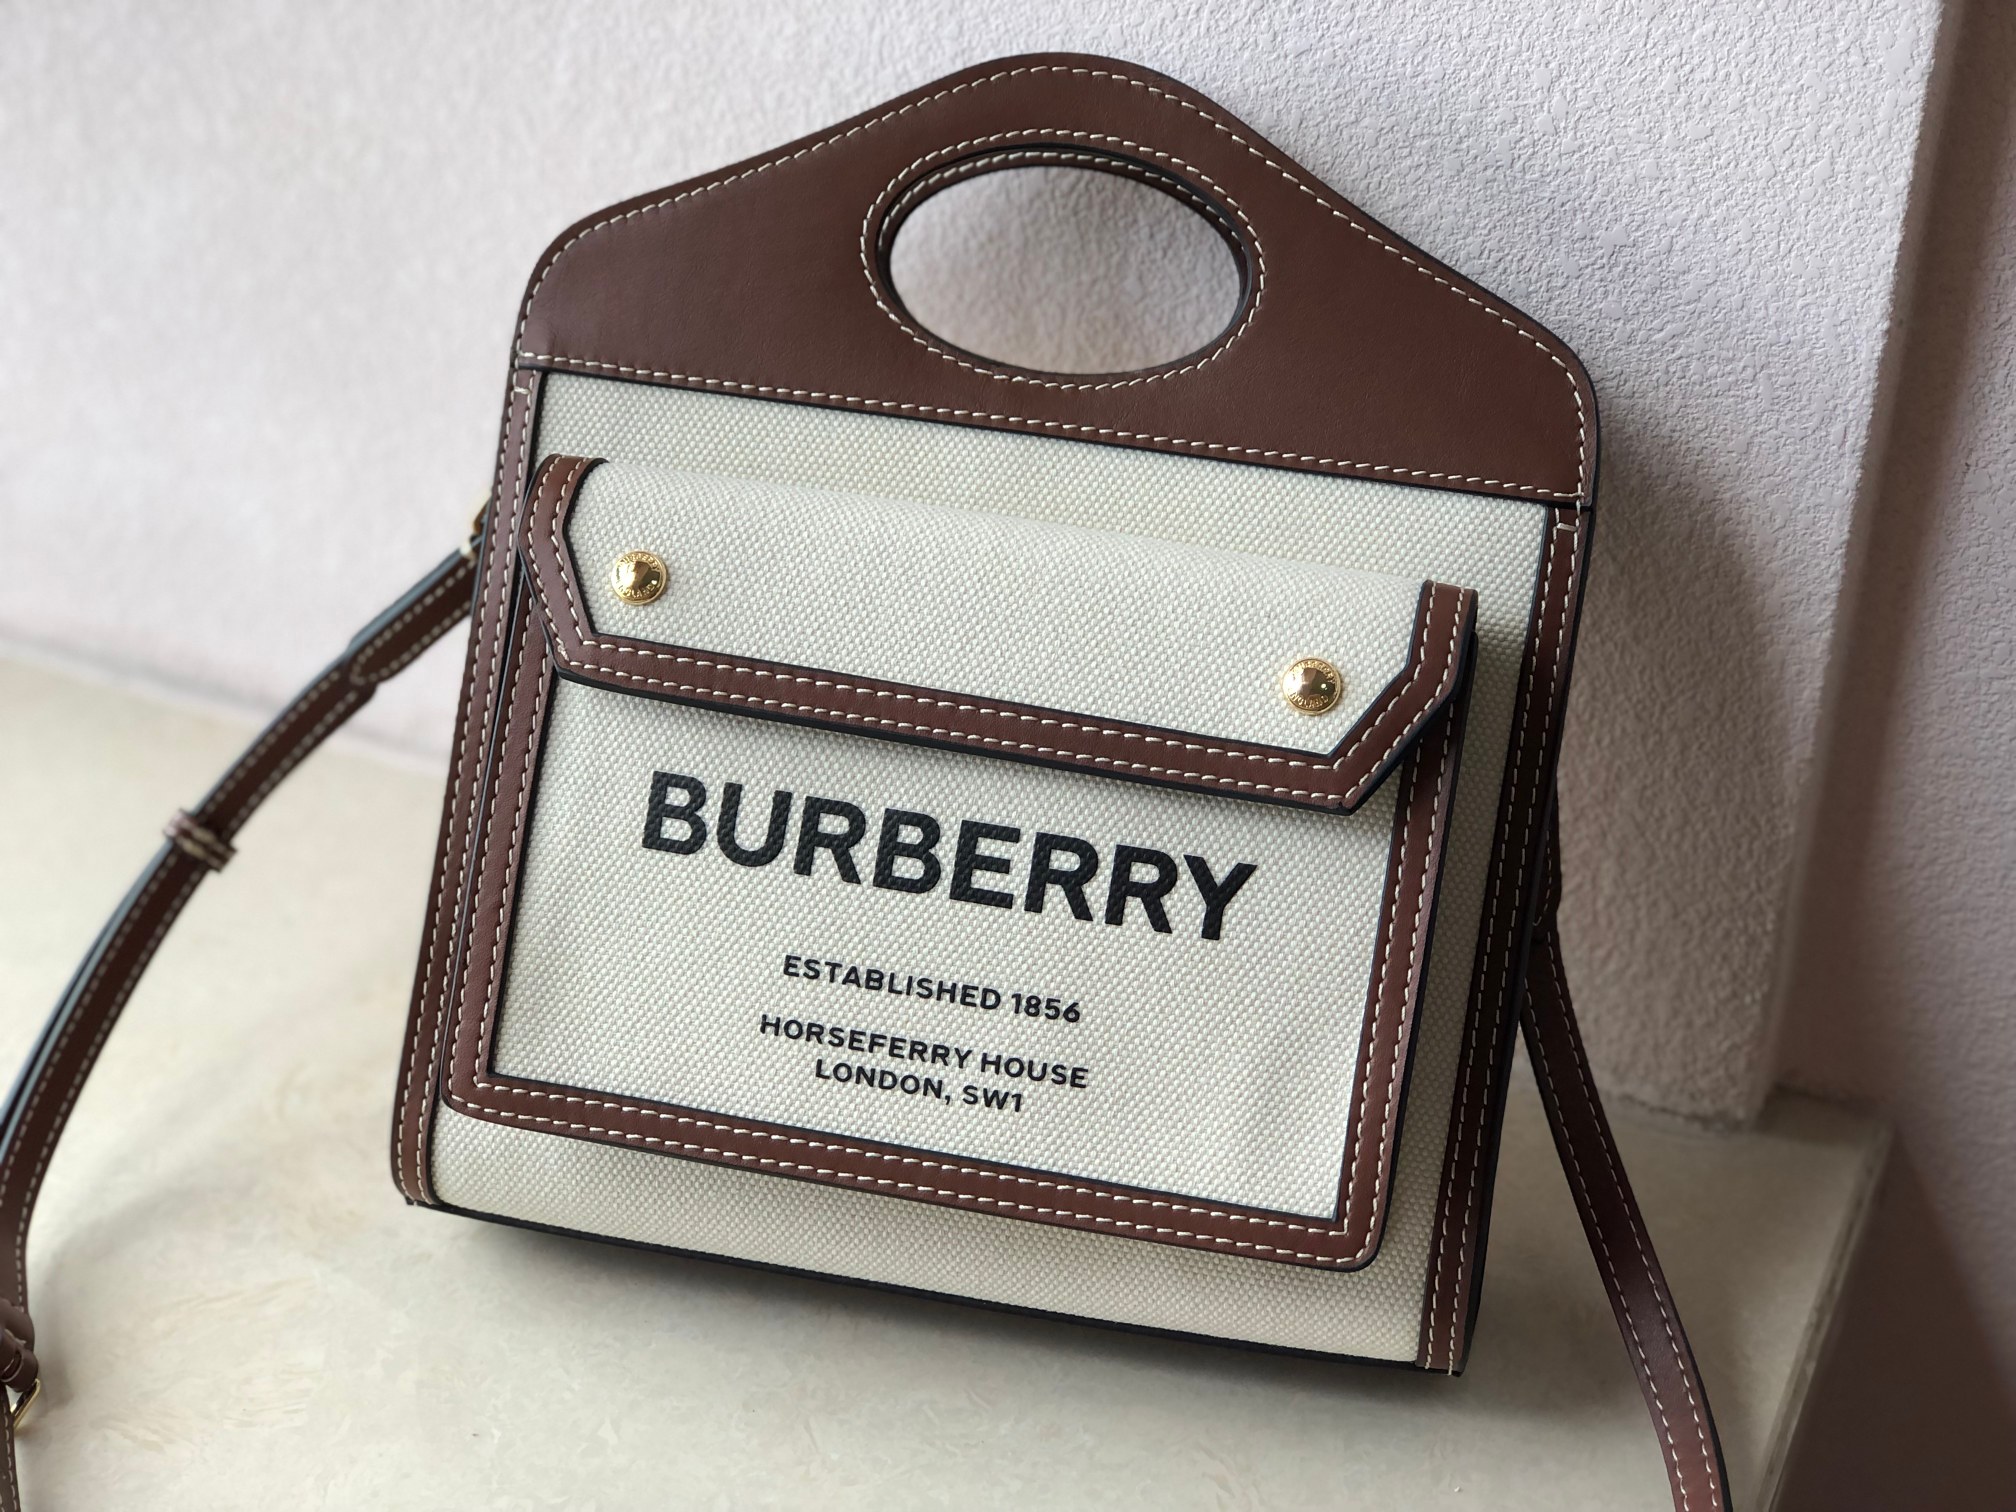 BURBERRY
ESTABLISHED 1856
HORSEFERRY HOUSE
LONDON, SW1